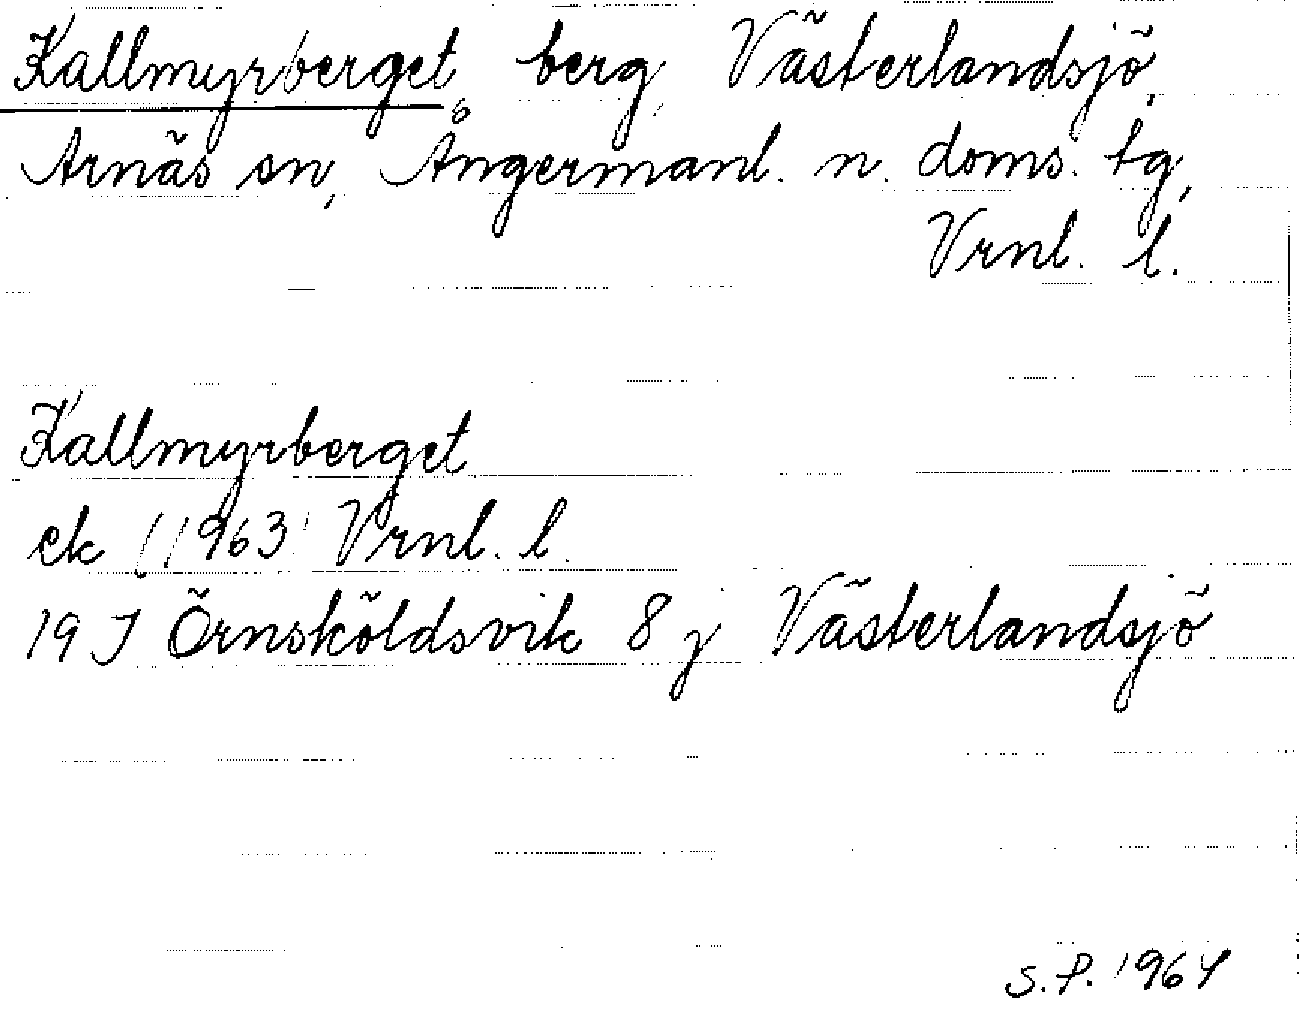 Kallmyrberget, berg, Västerlandsjö,
Arnäs sn, Ångermanl. n. doms. tg,
Vrnl. l.
Kallmyrberget
ek (1963) Vrnl. l.
19 J Örnsköldsvik 8 j Västerlandsjö
S.P. 1964